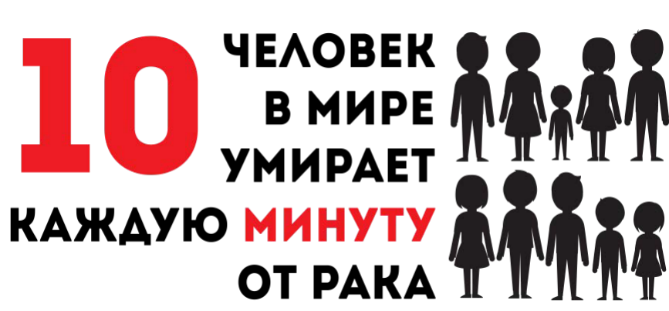 10
ЧЕЛОВЕК
В МИРЕ
УМИРАЕТ
КАЖДУЮ МИНУТУ
ОТ РАКА